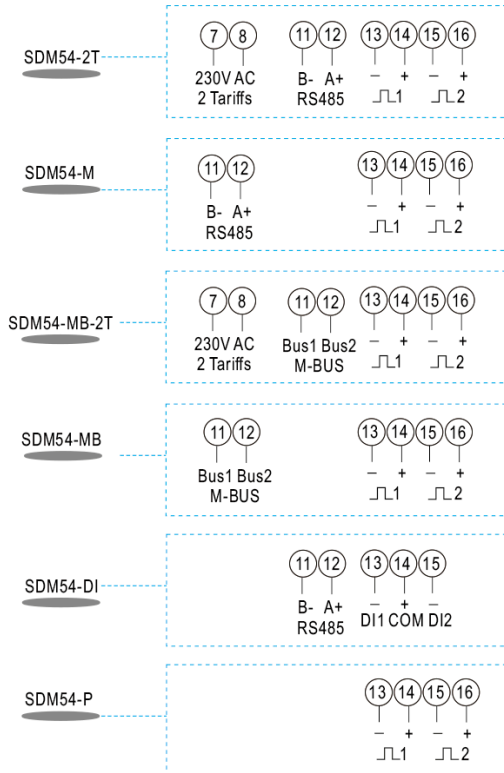 SDM54-2T
7 8 11 12 13 14 15 16
230V AC B- A+ − + − +
2 Tariffs RS485 1 2
SDM54-M
11 12 13 14 15 16
B- A+ − + − +
RS485 1 2
SDM54-MB-2T
7 8 11 12 13 14 15 16
230V AC Bus1 Bus2 − + − +
2 Tariffs M-BUS 1 2
SDM54-MB
11 12 13 14 15 16
Bus1 Bus2 − + − +
M-BUS 1 2
SDM54-DI
11 12 13 14 15
B- A+ − + −
RS485 DI1 COM DI2
SDM54-P
13 14 15 16
− + − +
1 2